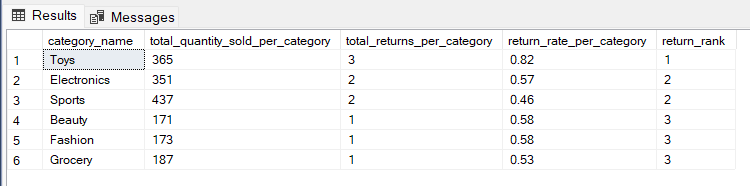 Results Messages
category_name total_quantity_sold_per_category total_returns_per_category return_rate_per_category return_rank
1 Toys 365 3 0.82 1
2 Electronics 351 2 0.57 2
3 Sports 437 2 0.46 2
4 Beauty 171 1 0.58 3
5 Fashion 173 1 0.58 3
6 Grocery 187 1 0.53 3